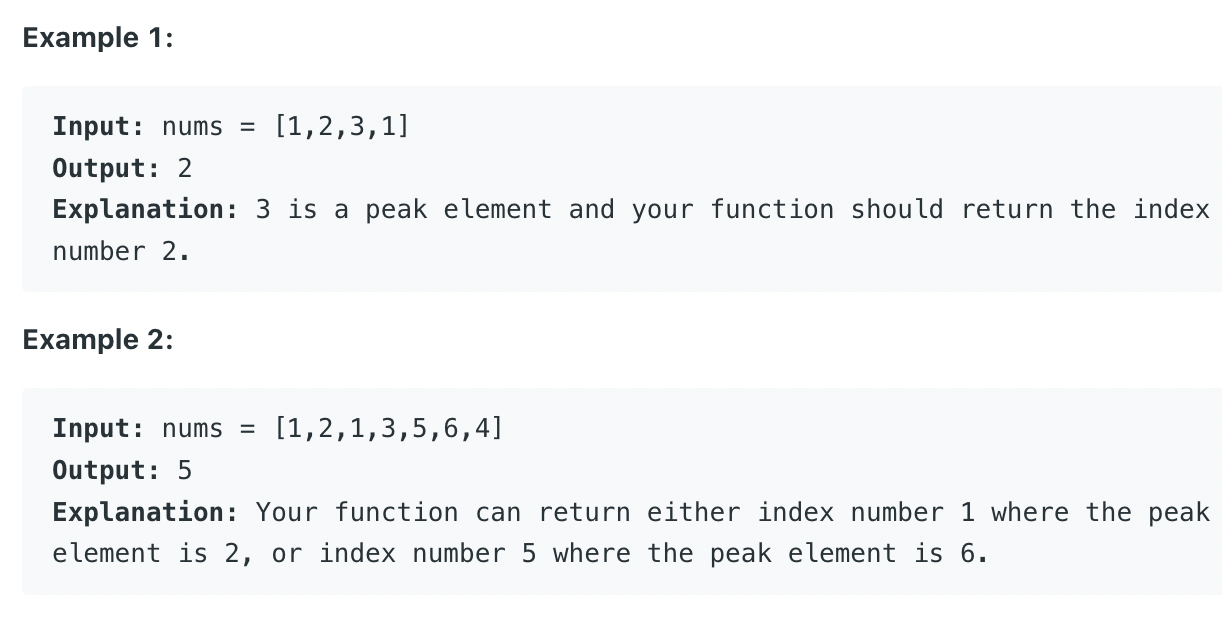 Example 1:
Input: nums = [1,2,3,1]
Output: 2
Explanation: 3 is a peak element and your function should return the index
number 2.
Example 2:
Input: nums = [1,2,1,3,5,6,4]
Output: 5
Explanation: Your function can return either index number 1 where the peak
element is 2, or index number 5 where the peak element is 6.